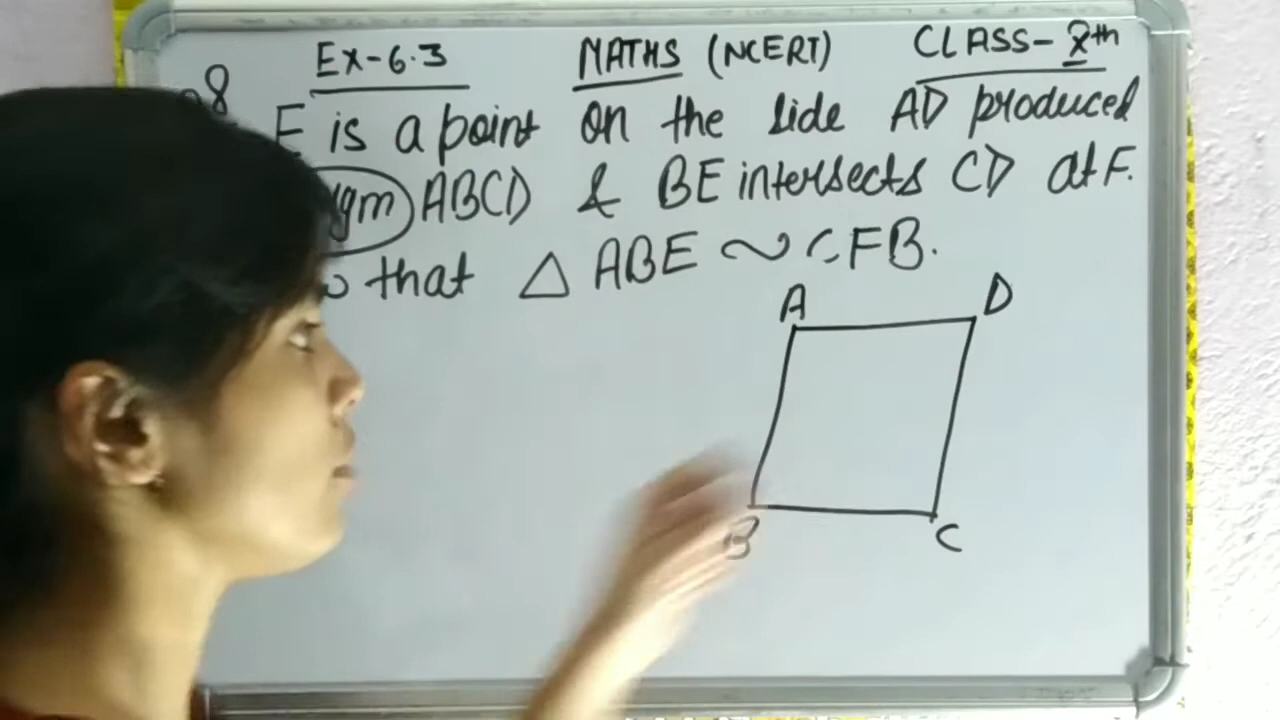 Ex-6.3 MATHS (NCERT) CLASS-Xth
8 E is a point on the side AD produced
gm ABCD & BE intersects CD at F.
that △ ABE ~ CFB.
A D
B C